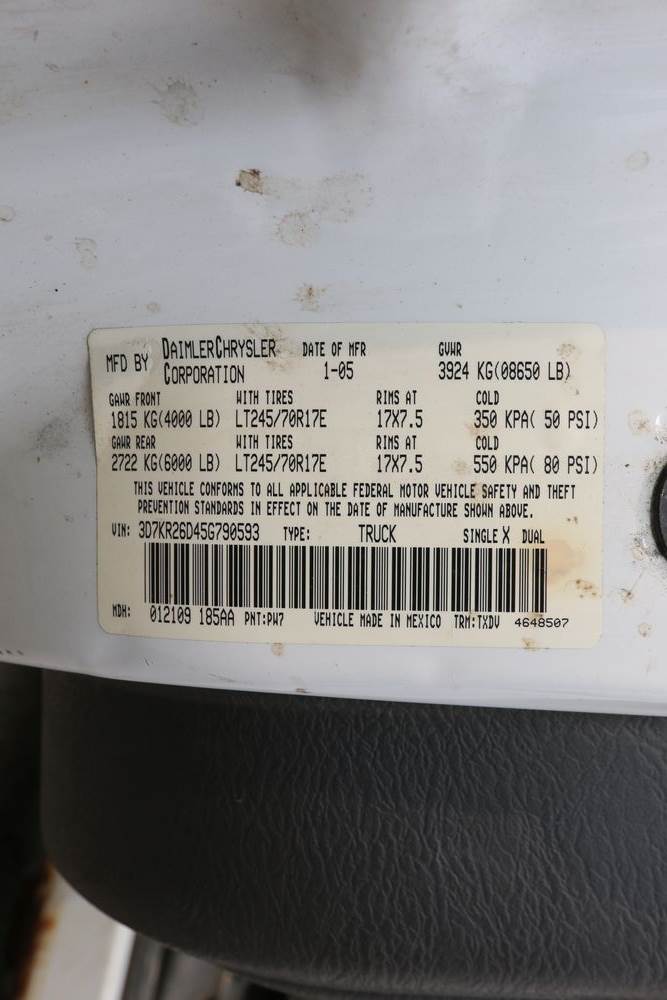 MFD BY DAIMLERCHRYSLER CORPORATION DATE OF MFR 1-05 GVWR 3924 KG(08650 LB)
GAWR FRONT WITH TIRES RIMS AT COLD
1815 KG(4000 LB) LT245/70R17E 17X7.5 350 KPA( 50 PSI)
GAWR REAR WITH TIRES RIMS AT COLD
2722 KG(6000 LB) LT245/70R17E 17X7.5 550 KPA( 80 PSI)
THIS VEHICLE CONFORMS TO ALL APPLICABLE FEDERAL MOTOR VEHICLE SAFETY AND THEFT
PREVENTION STANDARDS IN EFFECT ON THE DATE OF MANUFACTURE SHOWN ABOVE.
VIN: 3D7KR26D45G790593 TYPE: TRUCK SINGLE X DUAL
MDH: 012109 185AA PNT:PW7 VEHICLE MADE IN MEXICO TRM:TXDV 4648507